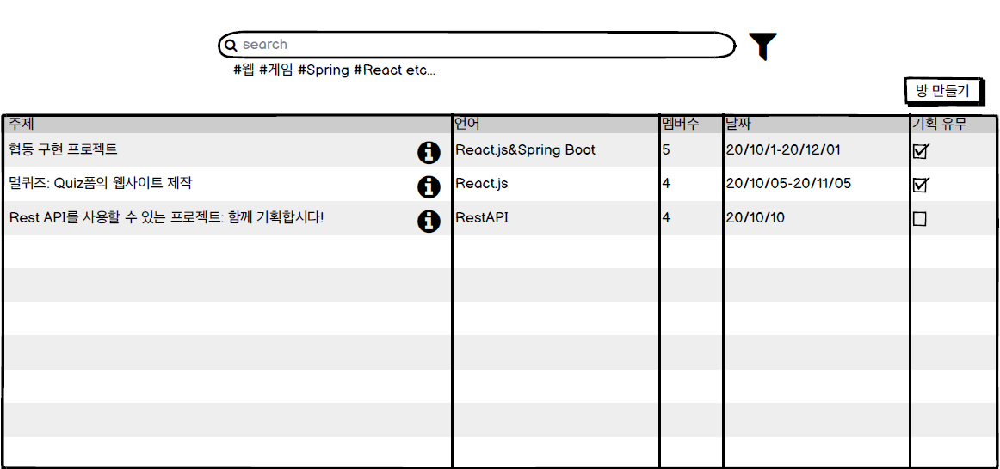 search
#웹 #게임 #Spring #React etc...
방 만들기
주제 언어 멤버수 날짜 기획 유무
협동 구현 프로젝트 React.js&Spring Boot 5 20/10/1-20/12/01
멀퀴즈: Quiz폼의 웹사이트 제작 React.js 4 20/10/05-20/11/05
Rest API를 사용할 수 있는 프로젝트: 함께 기획합시다! RestAPI 4 20/10/10